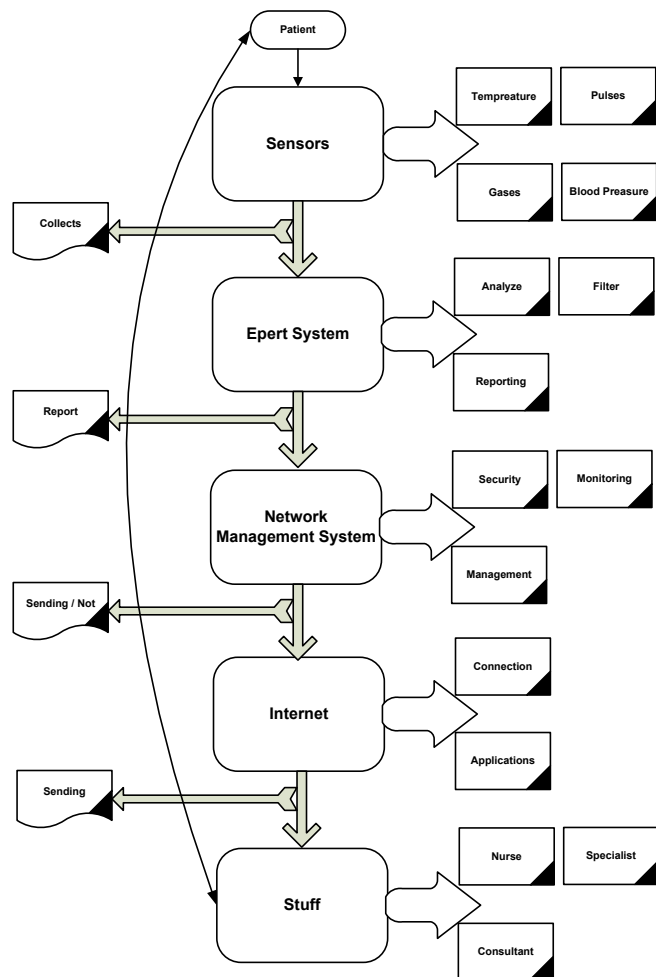 Patient
Sensors
Tempreature
Pulses
Gases
Blood Preasure
Collects
Epert System
Analyze
Filter
Reporting
Report
Network
Management System
Security
Monitoring
Management
Sending / Not
Internet
Connection
Applications
Sending
Stuff
Nurse
Specialist
Consultant